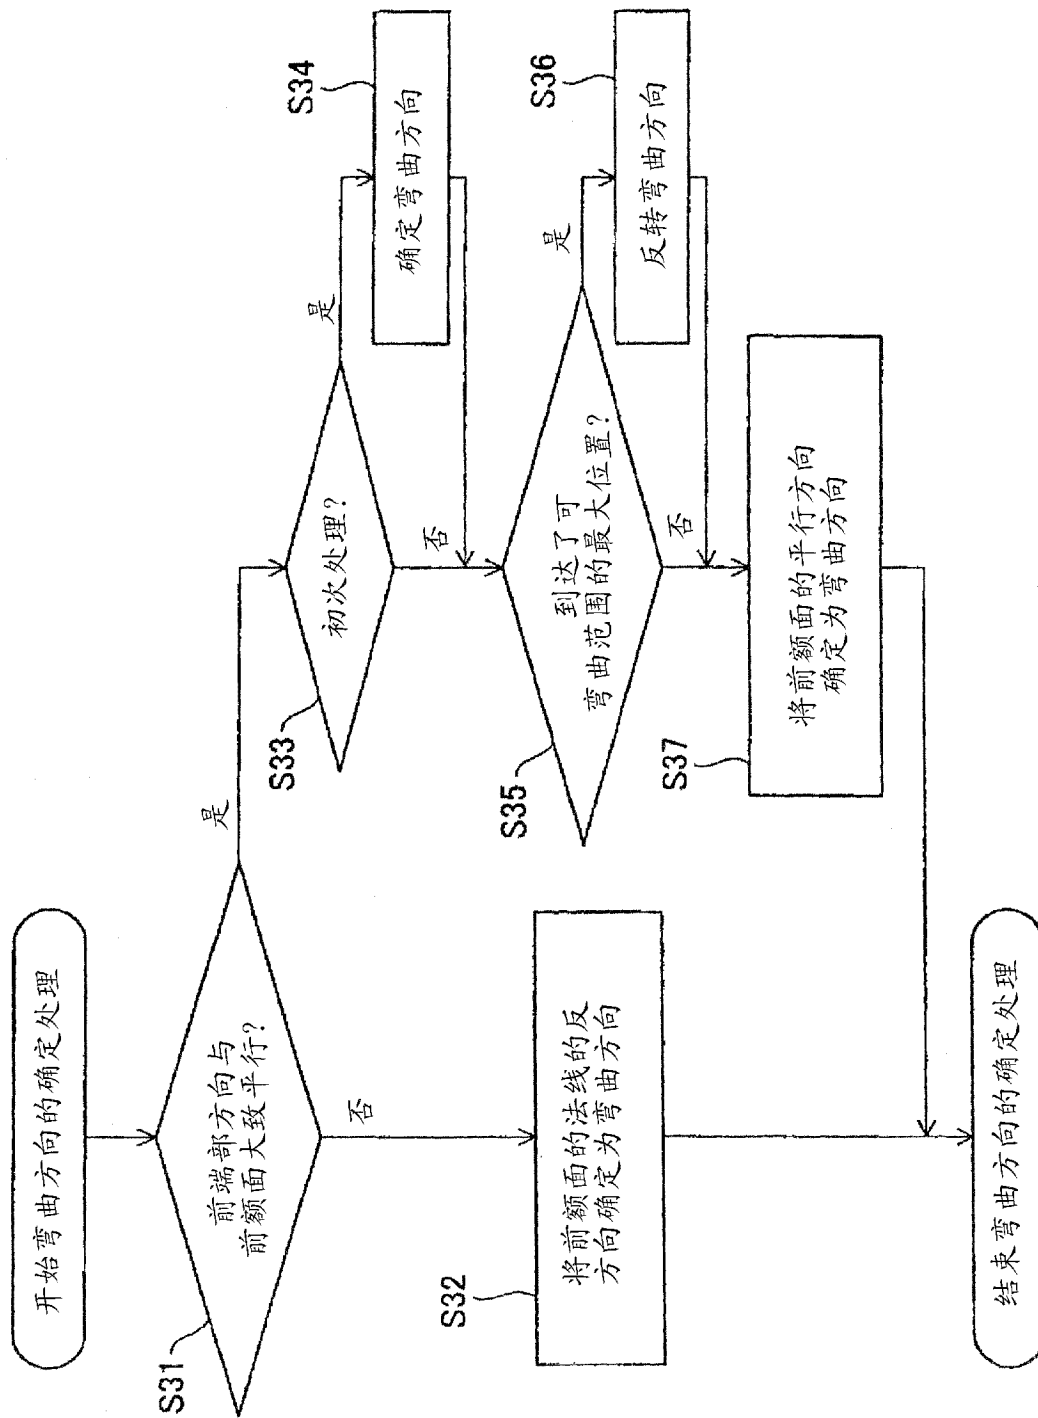 开始弯曲方向的确定处理
S31
前端部方向与
前额面大致平行？
是
否
S32
将前额面的法线的反
方向确定为弯曲方向
S33
初次处理？
是
否
S34
确定弯曲方向
S35
到达了可
弯曲范围的最大位置？
是
否
S36
反转弯曲方向
S37
将前额面的平行方向
确定为弯曲方向
结束弯曲方向的确定处理